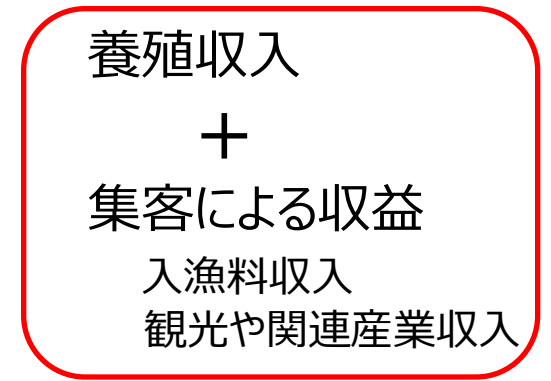 養殖収入
＋
集客による収益
入漁料収入
観光や関連産業収入